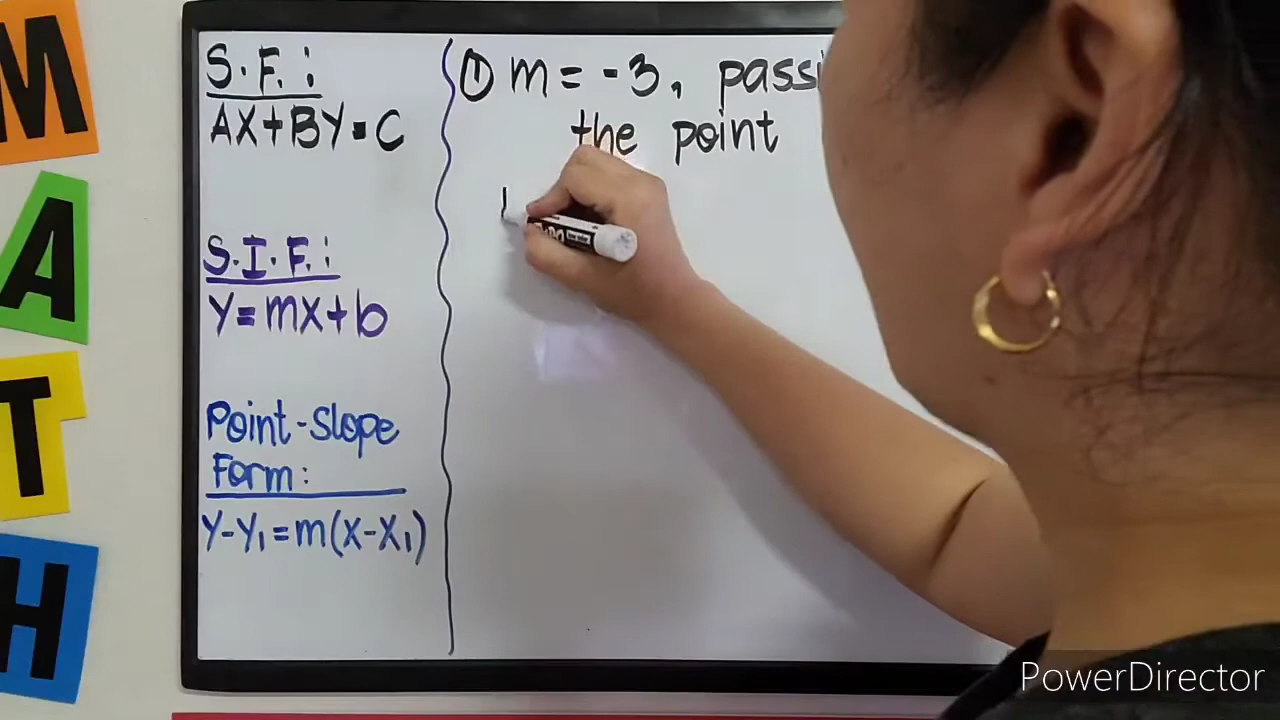 M
A
T
H
S.F.:
AX+BY=C
S.I.F.:
Y=mX+b
Point-Slope
Form:
Y-Y₁=m(X-X₁)
① m = -3, passi
the point
PowerDirector